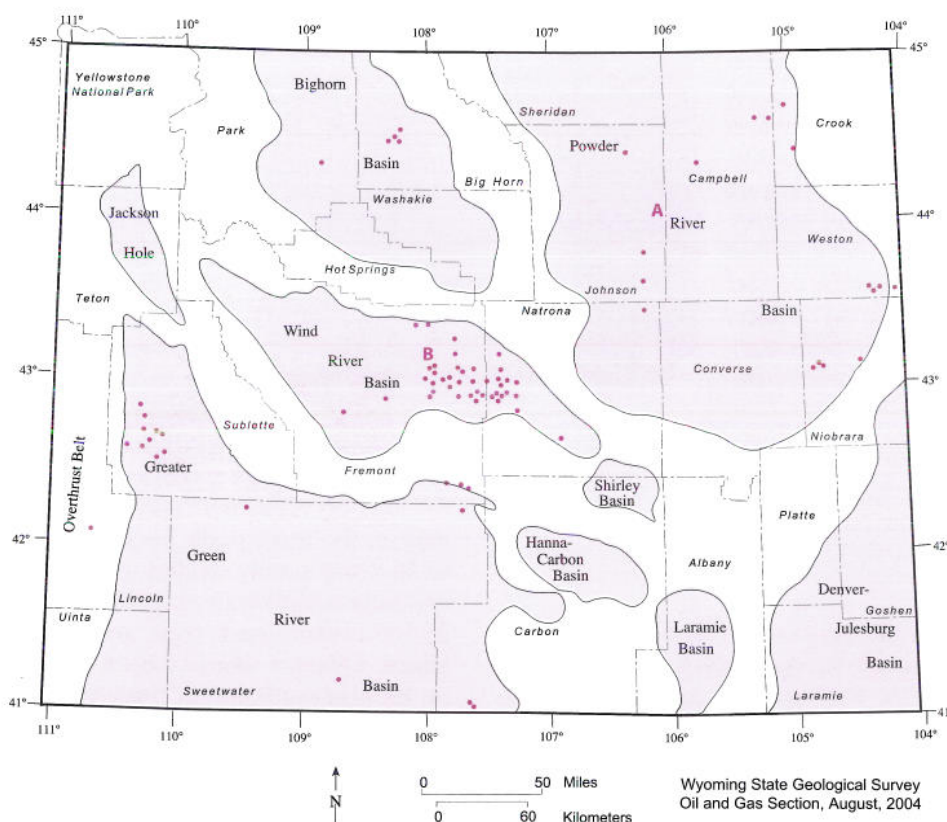 111°
110°
109°
108°
107°
106°
105°
104°
45°
45°
Yellowstone
National Park
Bighorn
Sheridan
Crook
Park
Powder
Basin
Big Horn
Campbell
Washakie
44°
44°
Jackson
A
River
Hole
Weston
Hot Springs
Teton
Johnson
Natrona
Basin
Wind
B
River
43°
43°
Basin
Converse
Sublette
Niobrara
Overthrust Belt
Greater
Fremont
Shirley
Basin
Platte
42°
42°
Green
Hanna-
Carbon
Basin
Albany
Denver-
Lincoln
Goshen
Uinta
River
Carbon
Laramie
Basin
Julesburg
Basin
Sweetwater
Basin
Laramie
41°
41°
111°
110°
109°
108°
107°
106°
105°
104°
N
0
50
Miles
0
60
Kilometers
Wyoming State Geological Survey
Oil and Gas Section, August, 2004